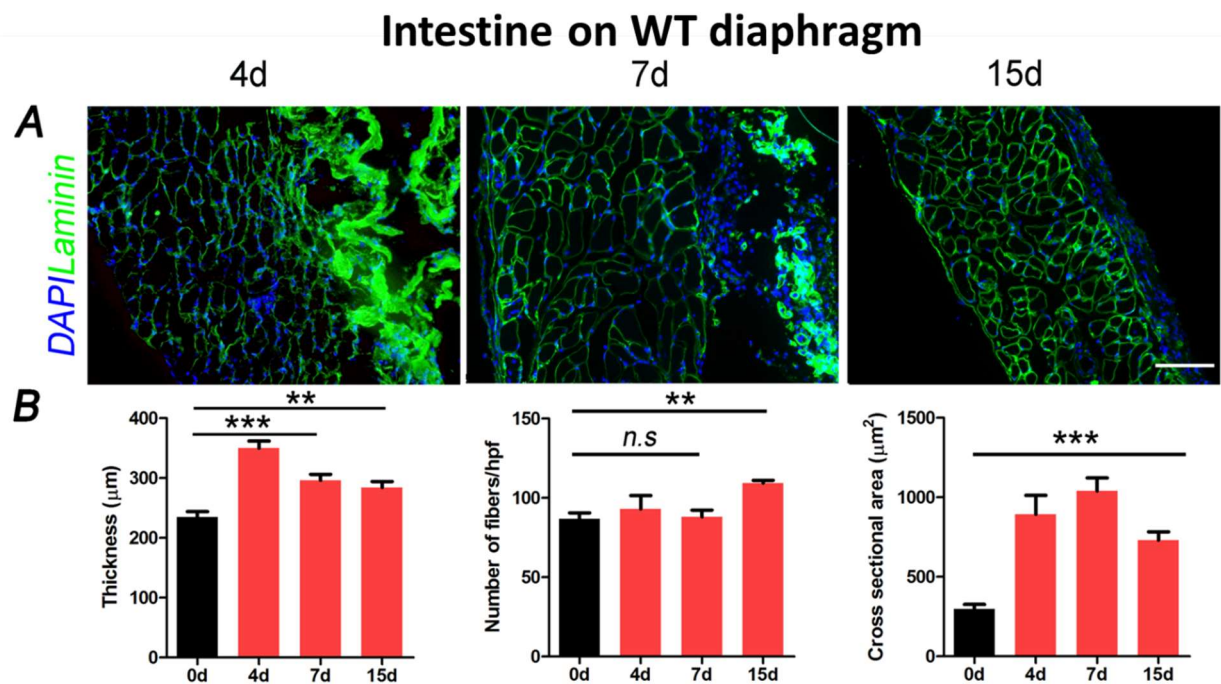 Intestine on WT diaphragm
4d 7d 15d
A
DAPILaminin
B
Thickness (μm)
400
300
200
100
0
***
**
0d 4d 7d 15d
Number of fibers/hpf
150
100
50
0
n.s
**
0d 4d 7d 15d
Cross sectional area (μm²)
1500
1000
500
0
***
0d 4d 7d 15d